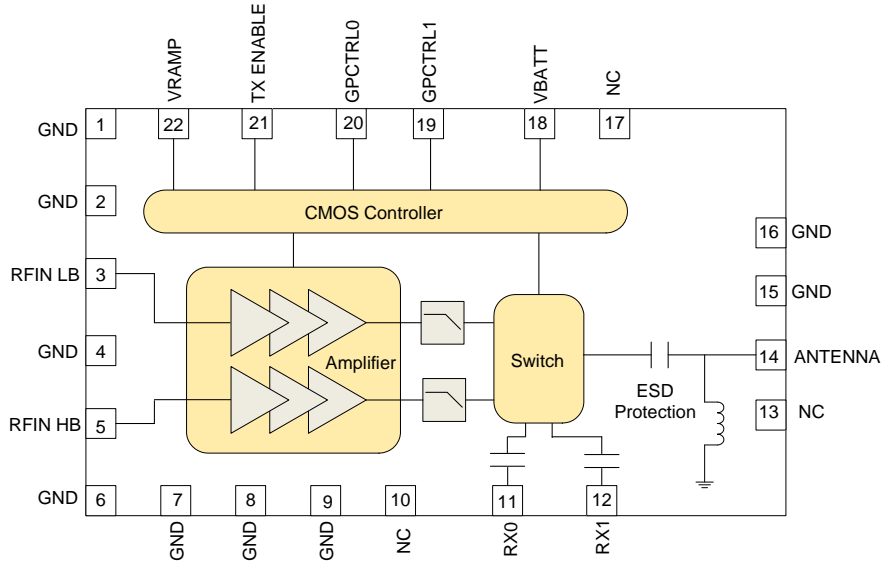 VRAMP
TX ENABLE
GPCTRL0
GPCTRL1
VBATT
NC
GND
1
22
21
20
19
18
17
GND
2
CMOS Controller
16
GND
RFIN LB
3
15
GND
GND
4
Amplifier
Switch
14
ANTENNA
ESD
Protection
13
NC
RFIN HB
5
GND
6
7
8
9
10
11
12
GND
GND
GND
NC
RX0
RX1